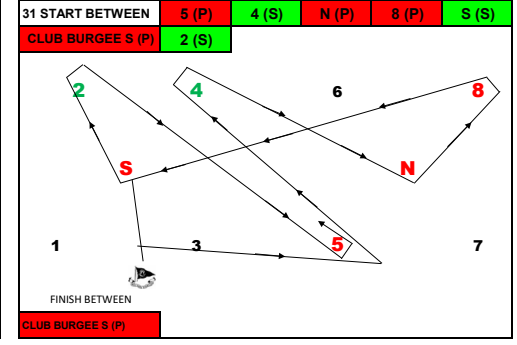 31 START BETWEEN 5 (P) 4 (S) N (P) 8 (P) S (S)
CLUB BURGEE S (P) 2 (S)
2 4 6 8
S N
1 3 5 7
FINISH BETWEEN
CLUB BURGEE S (P)